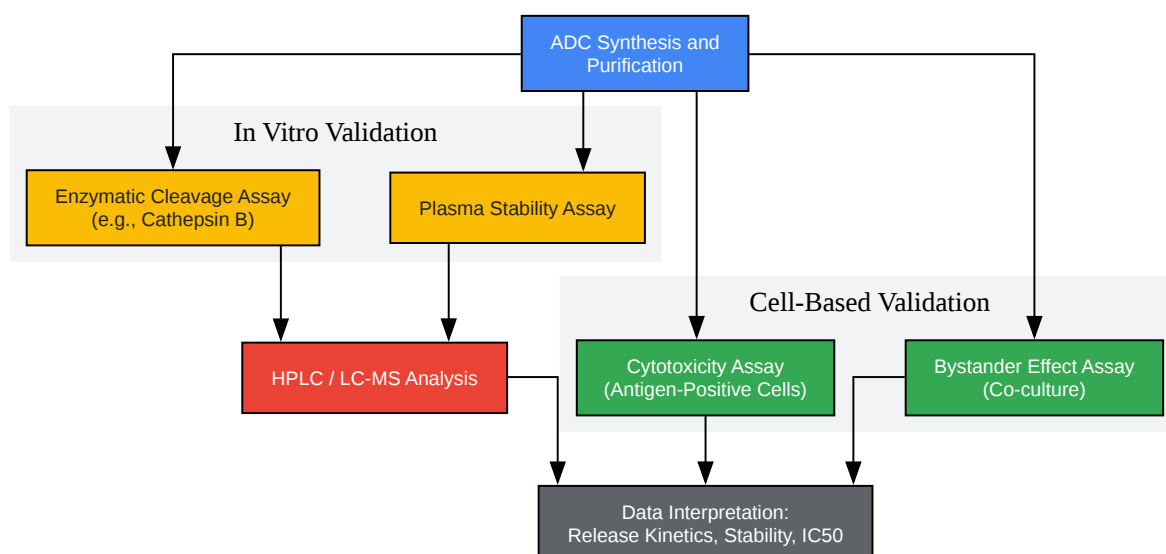 ADC Synthesis and
Purification
In Vitro Validation
Enzymatic Cleavage Assay
(e.g., Cathepsin B)
Plasma Stability Assay
Cell-Based Validation
HPLC / LC-MS Analysis
Cytotoxicity Assay
(Antigen-Positive Cells)
Bystander Effect Assay
(Co-culture)
Data Interpretation:
Release Kinetics, Stability, IC50